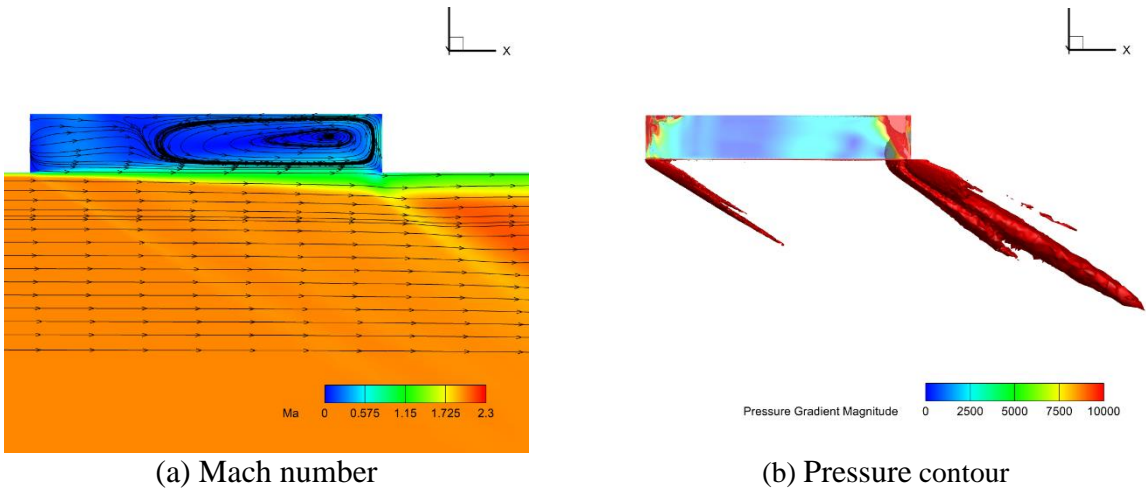 X
X
Ma 0 0.575 1.15 1.725 2.3
Pressure Gradient Magnitude 0 2500 5000 7500 10000
(a) Mach number
(b) Pressure contour